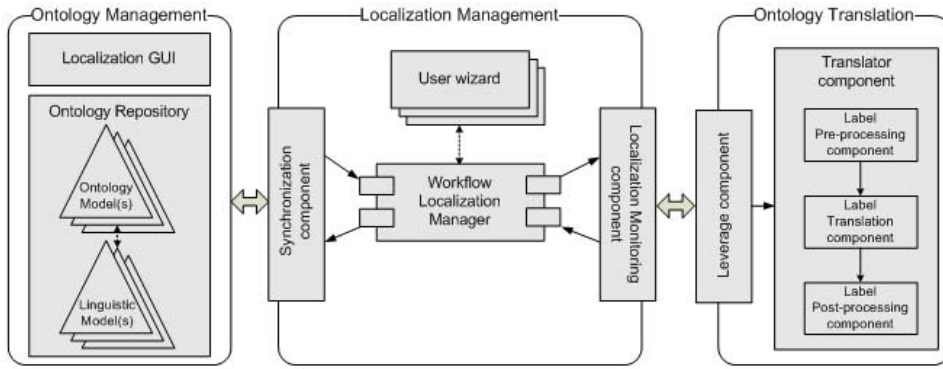 Ontology Management
Localization GUI
Ontology Repository
Ontology
Model(s)
Linguistic
Model(s)
Localization Management
User wizard
Synchronization
component
Workflow
Localization
Manager
Localization Monitoring
component
Ontology Translation
Leverage component
Translator
component
Label
Pre-processing
component
Label
Translation
component
Label
Post-processing
component